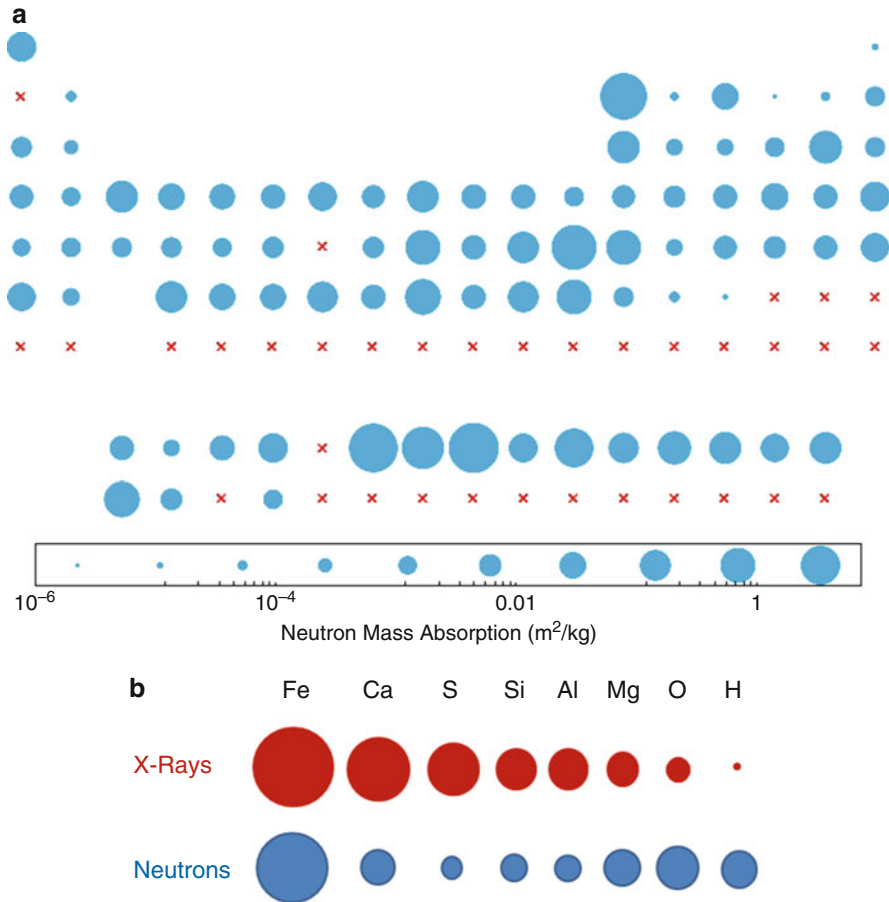 a
10⁻⁶ 10⁻⁴ 0.01 1
Neutron Mass Absorption (m²/kg)
b Fe Ca S Si Al Mg O H
X-Rays
Neutrons